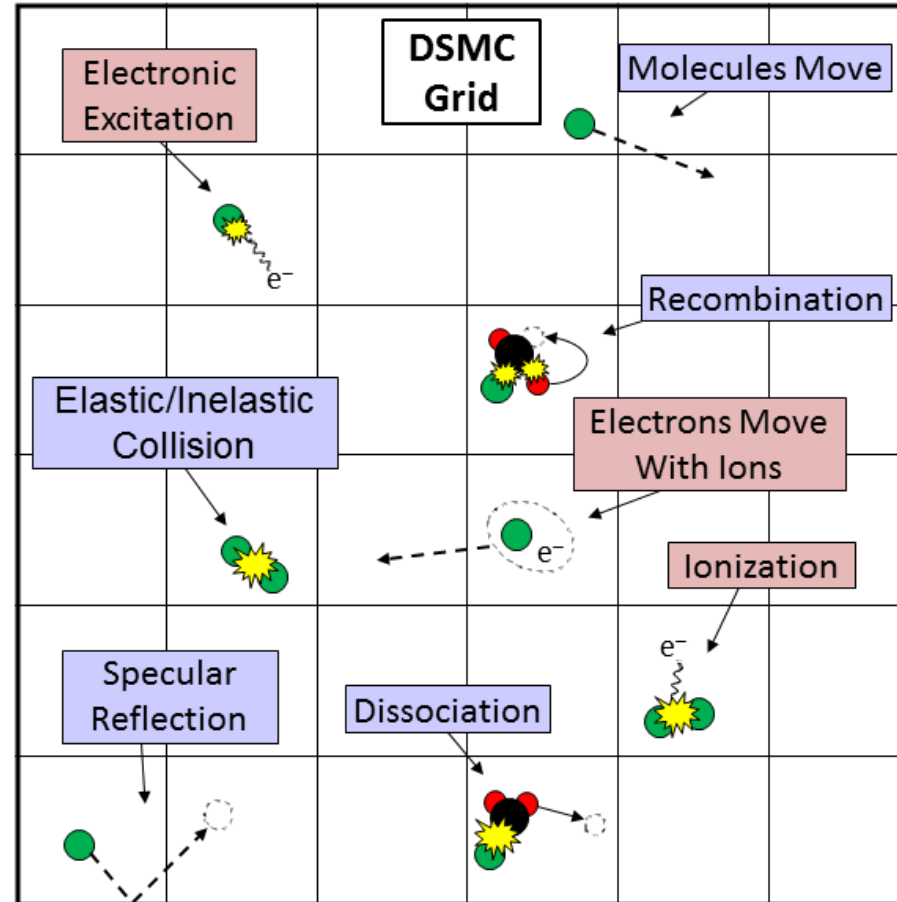 DSMC
Grid
Electronic
Excitation
Molecules Move
e⁻
Recombination
Elastic/Inelastic
Collision
Electrons Move
With Ions
e⁻
Ionization
e⁻
Specular
Reflection
Dissociation